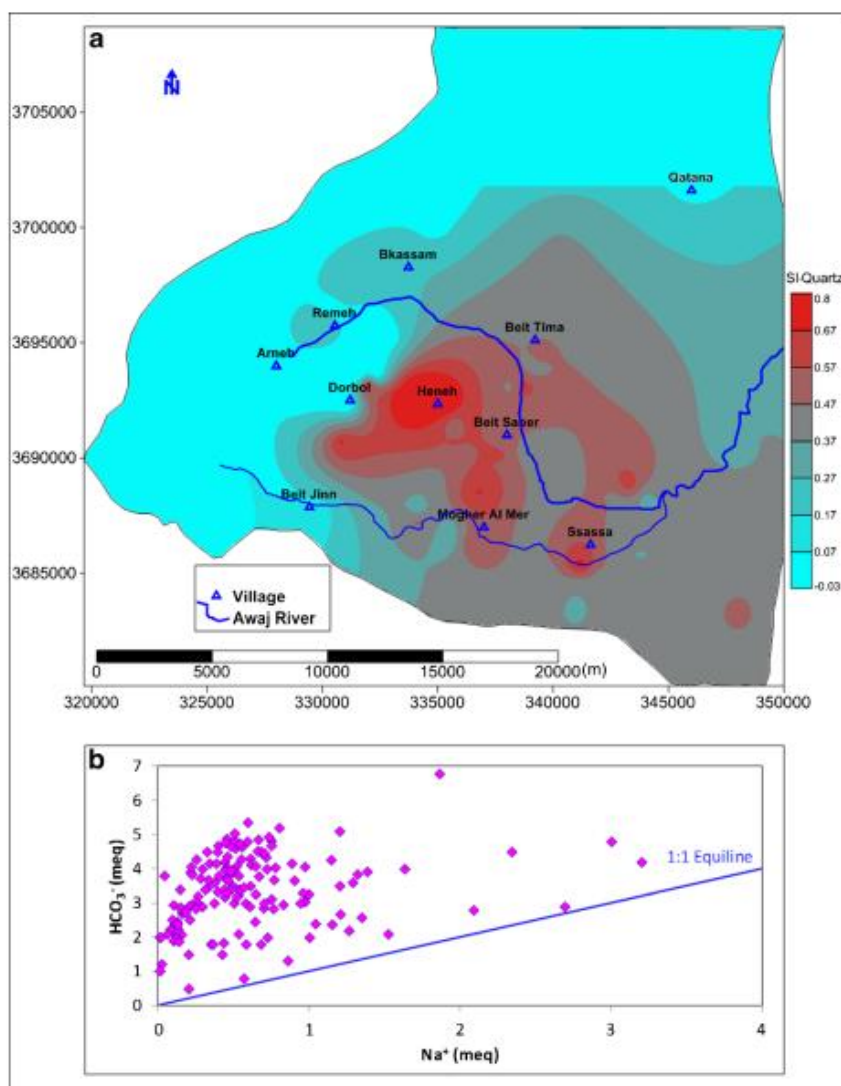 a
N
3705000
3700000
3695000
3690000
3685000
Qatana
Bkassam
Remeh
Beit Tima
Arneh
Dorbol
Heneh
Beit Saber
Beit Jinn
Mogher Al Mer
Ssassa
SI-Quartz
0.8
0.67
0.57
0.47
0.37
0.27
0.17
0.07
-0.03
Village
Awaj River
0 5000 10000 15000 20000 (m)
320000 325000 330000 335000 340000 345000 350000
b
7
6
5
4
3
2
1
0
HCO₃⁻ (meq)
1:1 Equiline
0 1 2 3 4
Na⁺ (meq)